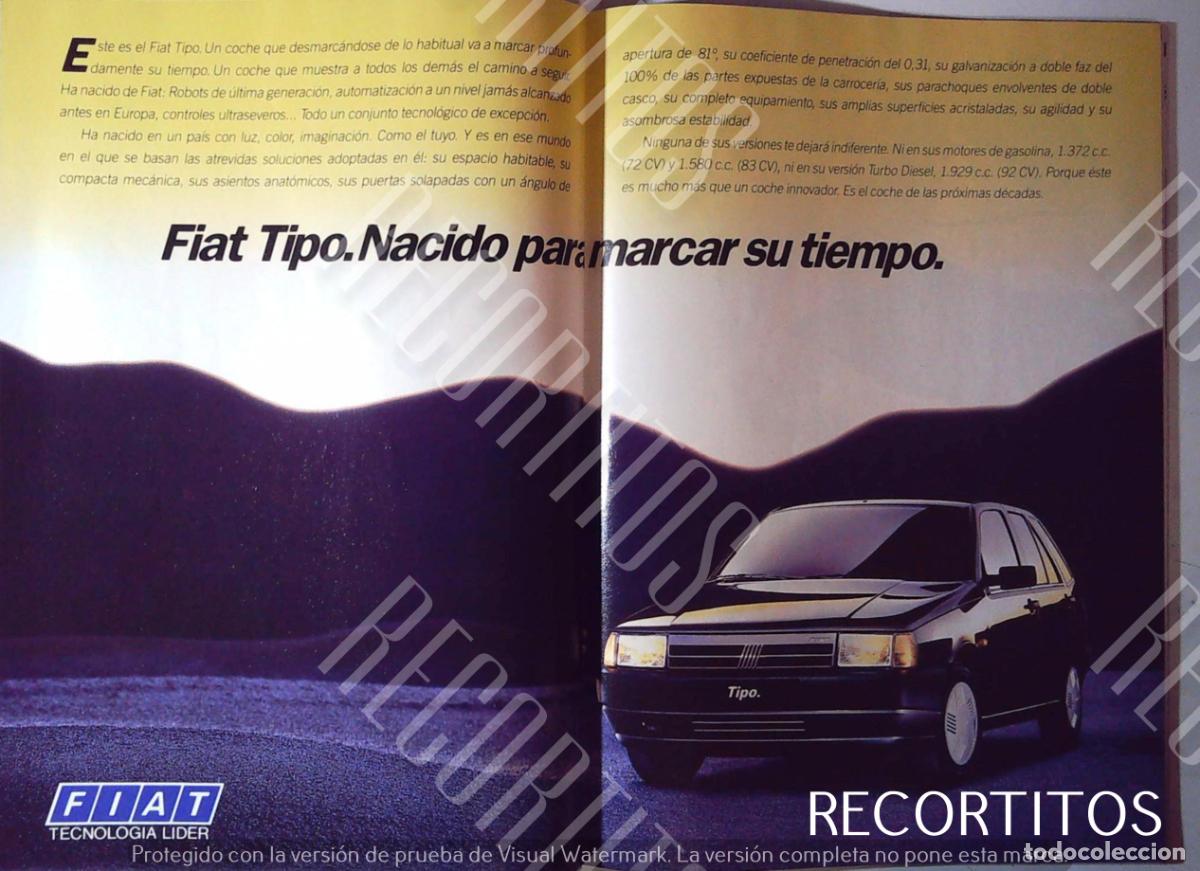 Este es el Fiat Tipo. Un coche que desmarcándose de lo habitual va a marcar profun-
damente su tiempo. Un coche que muestra a todos los demás el camino a seguir.
Ha nacido de Fiat: Robots de última generación, automatización a un nivel jamás alcanzado
antes en Europa, controles ultraseveros... Todo un conjunto tecnológico de excepción.
Ha nacido en un país con luz, color, imaginación. Como el tuyo. Y es en ese mundo
en el que se basan las atrevidas soluciones adoptadas en él: su espacio habitable, su
compacta mecánica, sus asientos anatómicos, sus puertas solapadas con un ángulo de
apertura de 81º, su coeficiente de penetración del 0,31, su galvanización a doble faz del
100% de las partes expuestas de la carrocería, sus parachoques envolventes de doble
casco, su completo equipamiento, sus amplias superficies acristaladas, su agilidad y su
asombrosa estabilidad.
Ninguna de sus versiones te dejará indiferente. Ni en sus motores de gasolina, 1.372 c.c.
(72 CV) y 1.580 c.c. (83 CV), ni en su versión Turbo Diesel, 1.929 c.c. (92 CV). Porque éste
es mucho más que un coche innovador. Es el coche de las próximas décadas.
Fiat Tipo. Nacido para marcar su tiempo.
Tipo.
FIAT
TECNOLOGIA LIDER
RECORTITOS
RECORTITOS
RECORTITOS
Protegido con la versión de prueba de Visual Watermark. La versión completa no pone esta marca.
todocoleccion